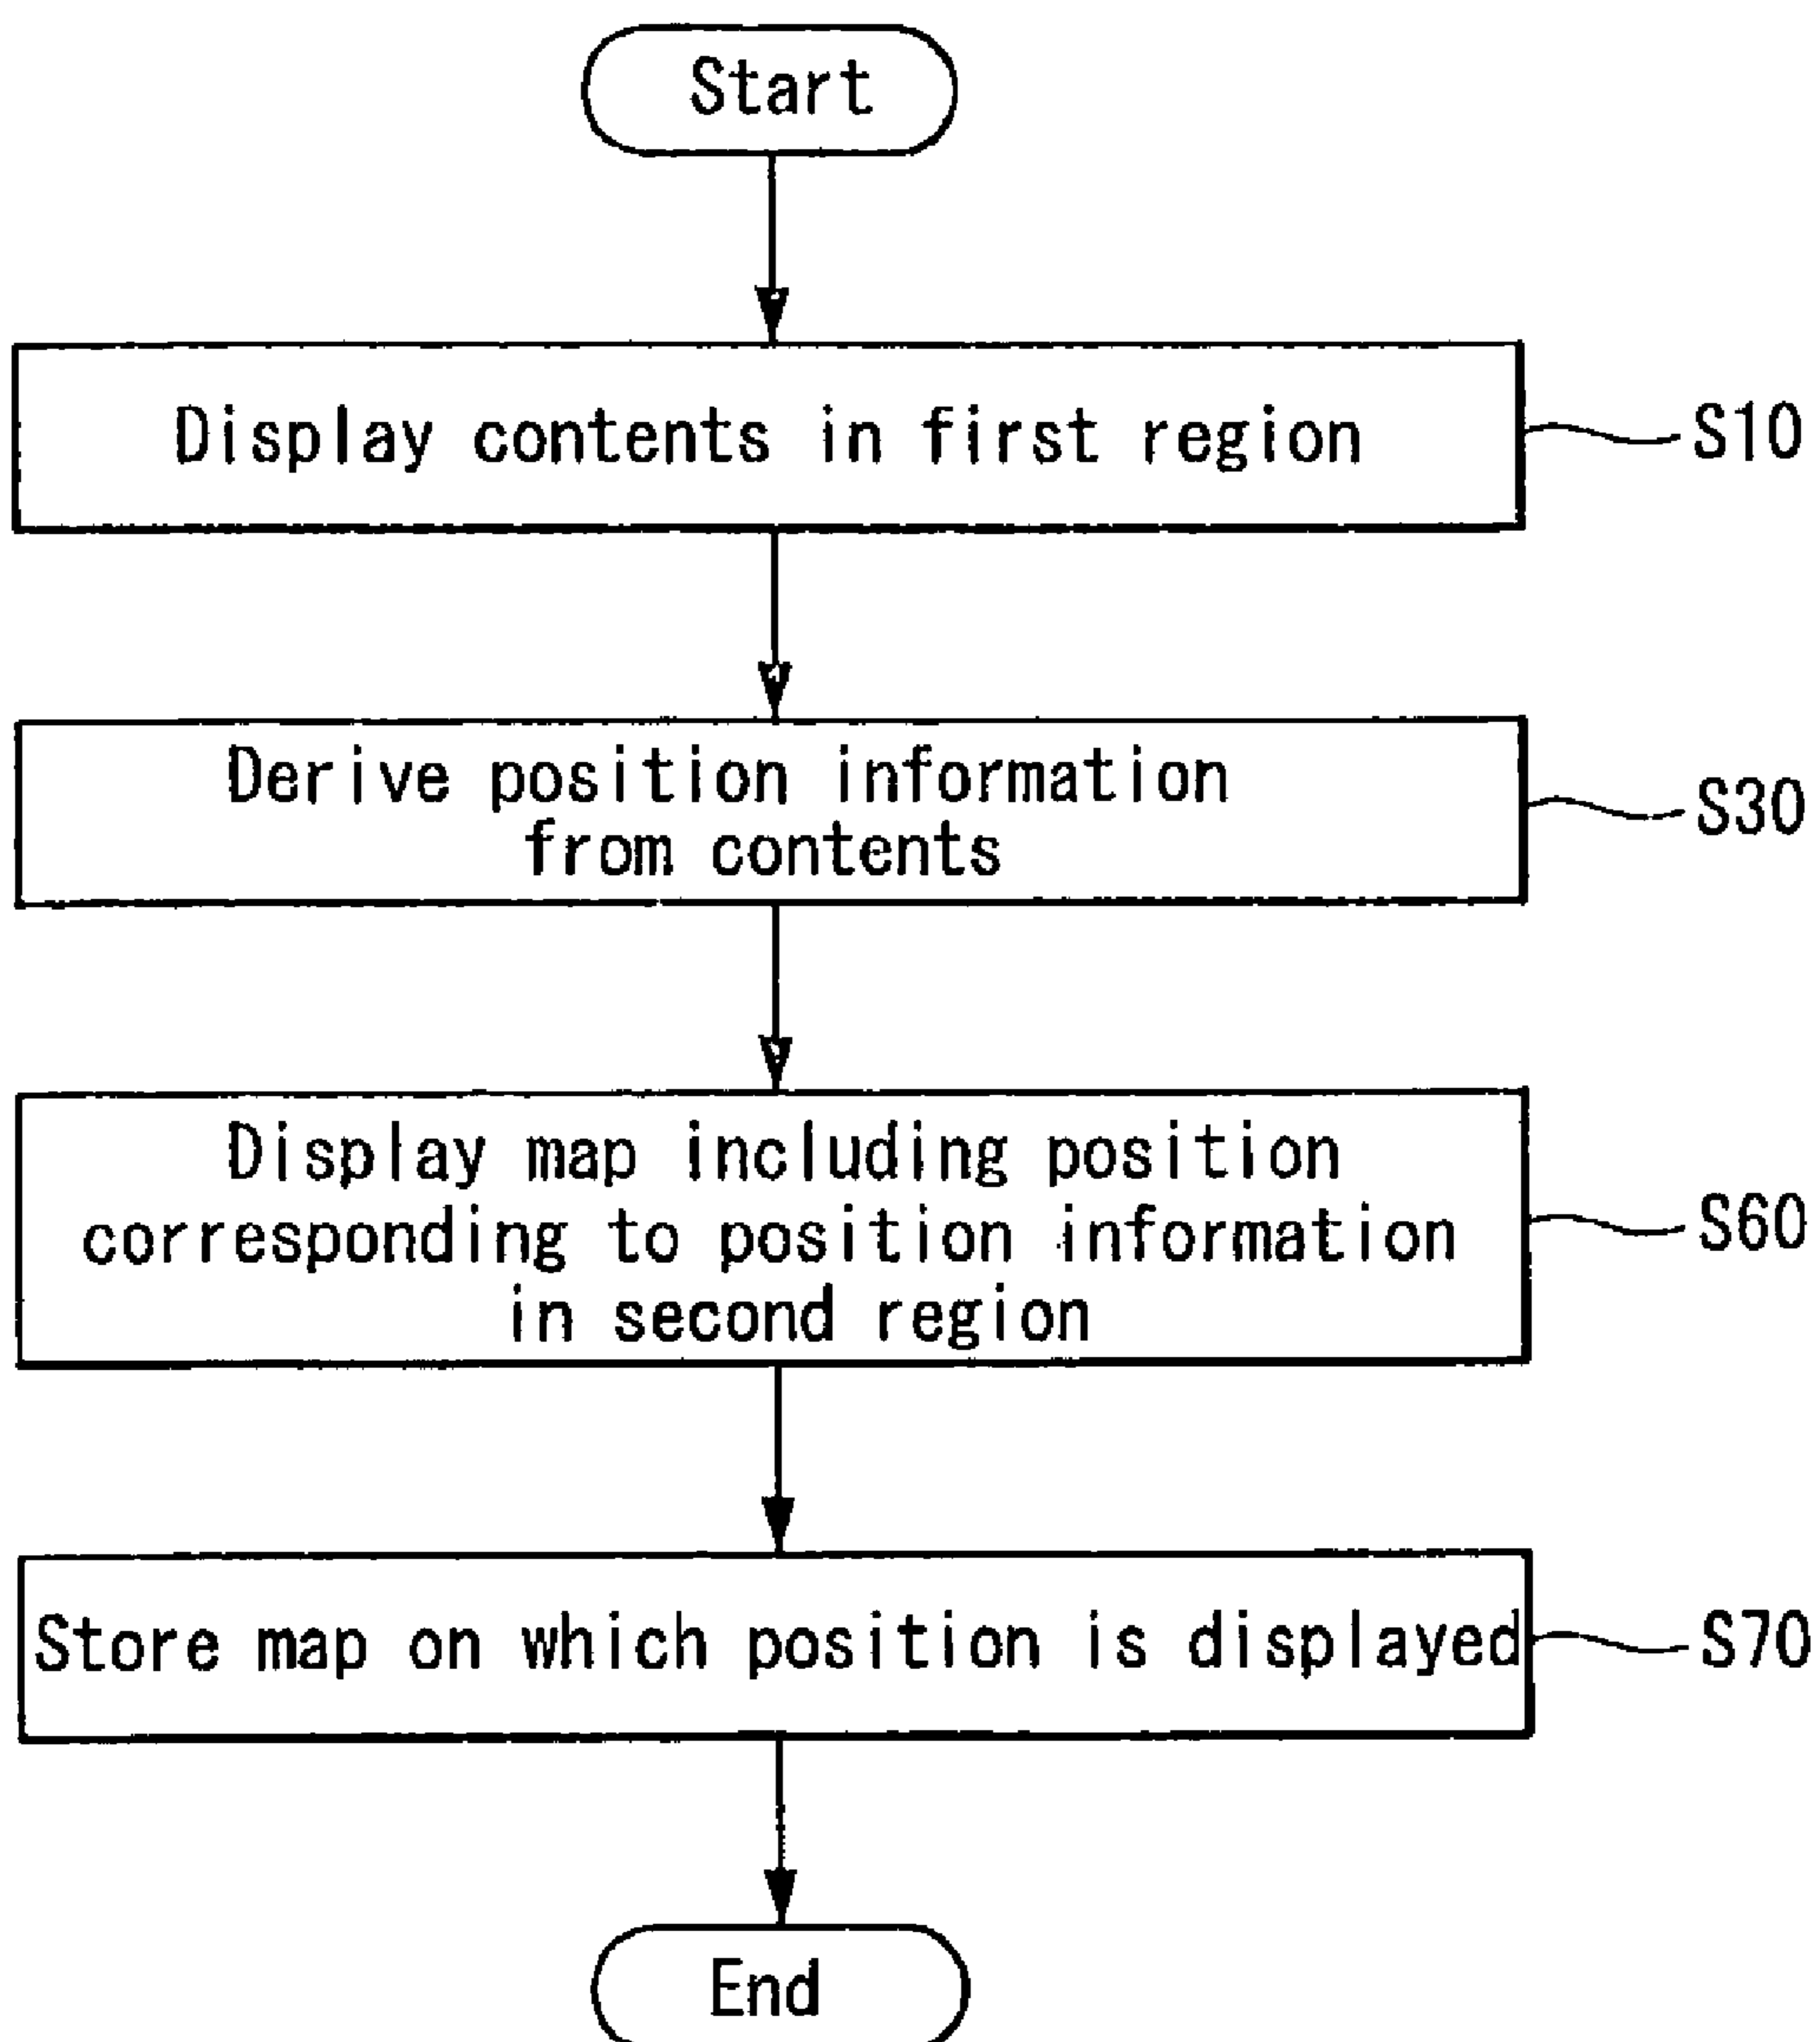 Start
Display contents in first region
S10
Derive position information
from contents
S30
Display map including position
corresponding to position information
in second region
S60
Store map on which position is displayed
S70
End